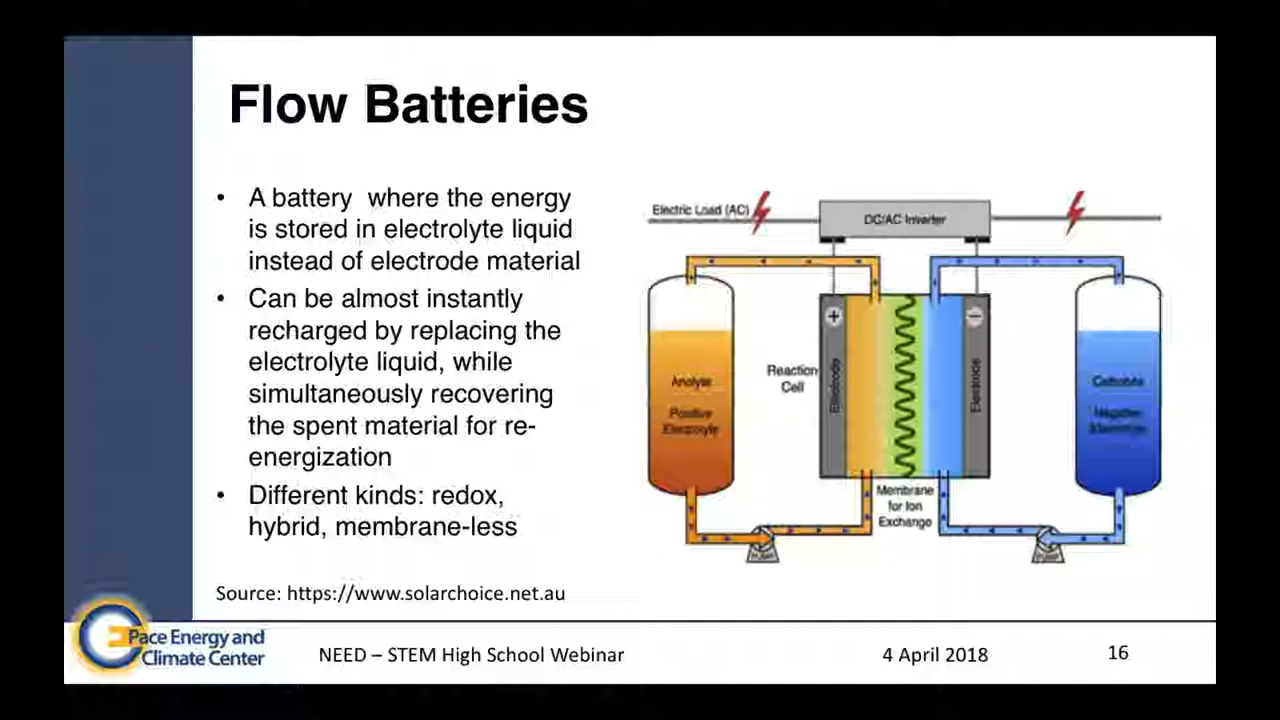 Flow Batteries
• A battery  where the energy
is stored in electrolyte liquid
instead of electrode material
• Can be almost instantly
recharged by replacing the
electrolyte liquid, while
simultaneously recovering
the spent material for re-
energization
• Different kinds: redox,
hybrid, membrane-less
Source: https://www.solarchoice.net.au
Electric Load (AC)
DC/AC Inverter
+
−
Reaction
Cell
Electrode
Anolyte
Positive
Electrolyte
Membrane
for Ion
Exchange
Negative
PUMP
PUMP
Pace Energy and
Climate Center
NEED – STEM High School Webinar
4 April 2018
16